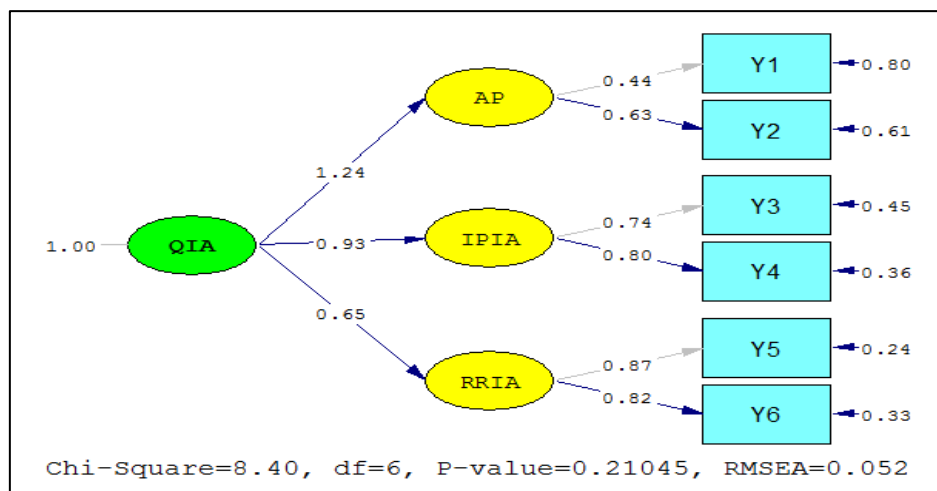 Y1
0.80
0.44
AP
0.63
Y2
0.61
1.24
Y3
0.45
0.74
1.00
QIA
0.93
IPIA
0.80
Y4
0.36
0.65
Y5
0.24
0.87
RRIA
0.82
Y6
0.33
Chi-Square=8.40, df=6, P-value=0.21045, RMSEA=0.052